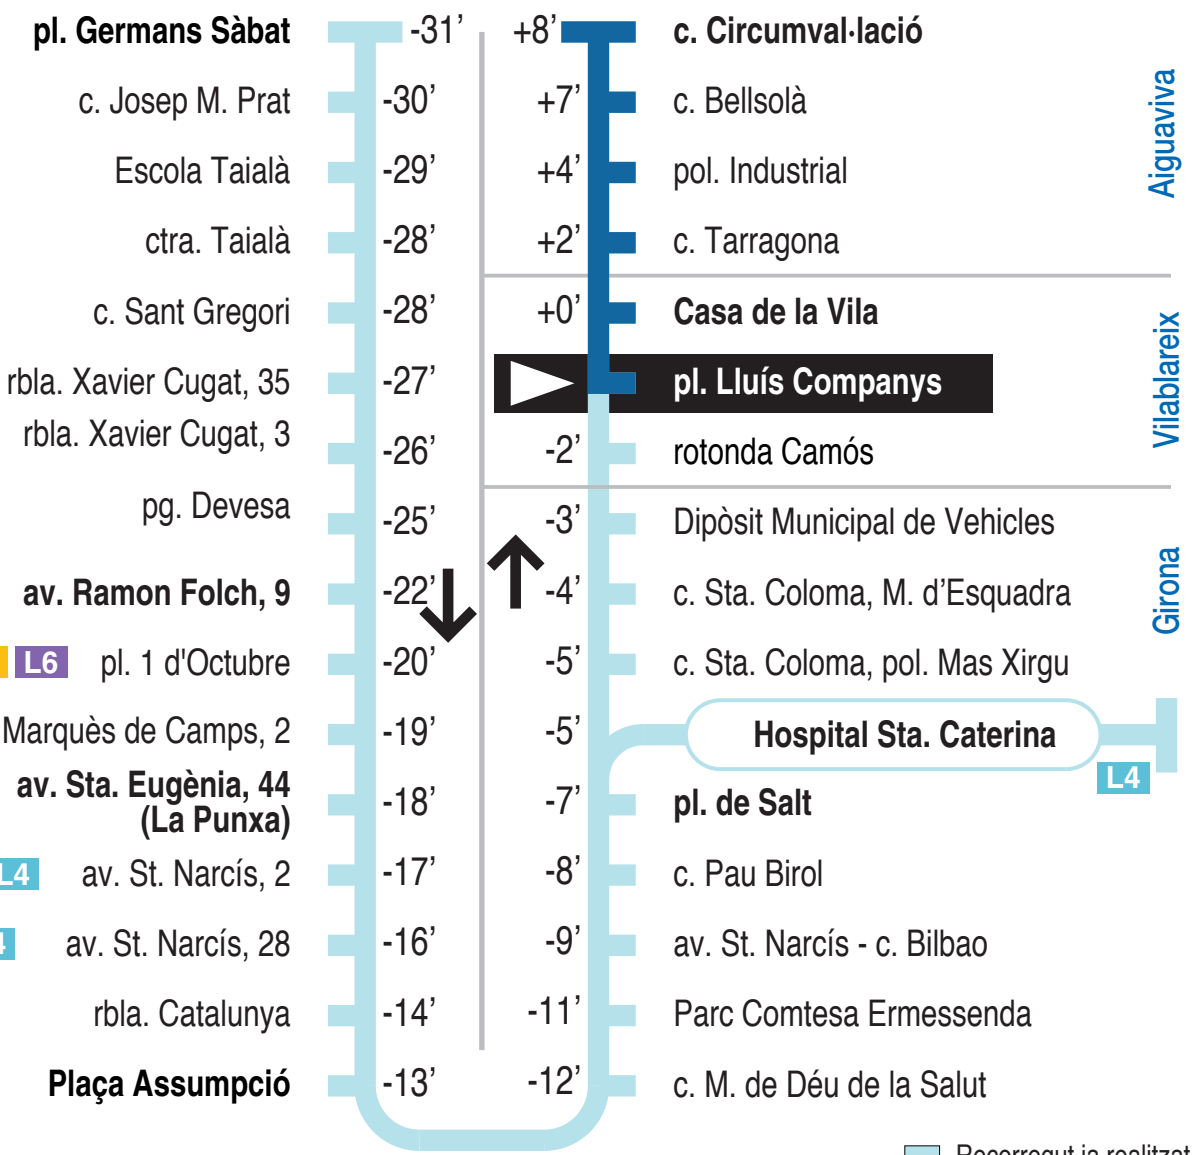 pl. Germans Sàbat -31’
c. Josep M. Prat -30’
Escola Taialà -29’
ctra. Taialà -28’
c. Sant Gregori -28’
rbla. Xavier Cugat, 35 -27’
rbla. Xavier Cugat, 3 -26’
pg. Devesa -25’
av. Ramon Folch, 9 -22’
L6 pl. 1 d'Octubre -20’
Marquès de Camps, 2 -19’
av. Sta. Eugènia, 44
(La Punxa) -18’
L4 av. St. Narcís, 2 -17’
av. St. Narcís, 28 -16’
rbla. Catalunya -14’
Plaça Assumpció -13’
+8’ c. Circumval·lació
+7’ c. Bellsolà
+4’ pol. Industrial
+2’ c. Tarragona
Aiguaviva
+0’ Casa de la Vila
pl. Lluís Companys
-2’ rotonda Camós
Vilablareix
-3’ Dipòsit Municipal de Vehicles
-4’ c. Sta. Coloma, M. d’Esquadra
-5’ c. Sta. Coloma, pol. Mas Xirgu
Girona
-5’ Hospital Sta. Caterina
L4
-7’ pl. de Salt
-8’ c. Pau Birol
-9’ av. St. Narcís - c. Bilbao
-11’ Parc Comtesa Ermessenda
-12’ c. M. de Déu de la Salut
Recorregut ja realitzat